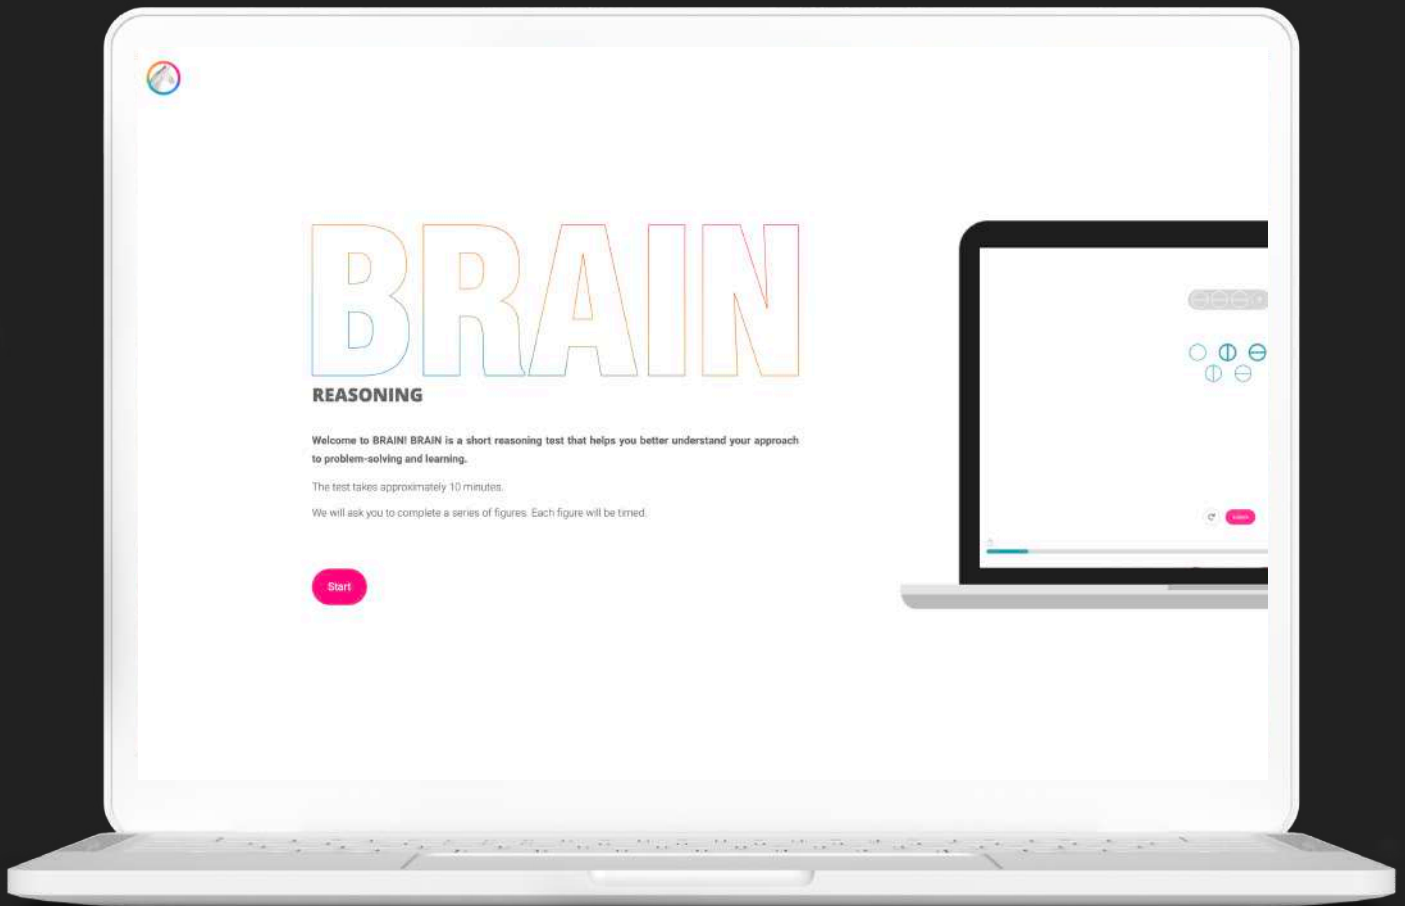 BRAIN
REASONING
Welcome to BRAIN! BRAIN is a short reasoning test that helps you better understand your approach
to problem-solving and learning.
The test takes approximately 10 minutes.
We will ask you to complete a series of figures. Each figure will be timed.
Start